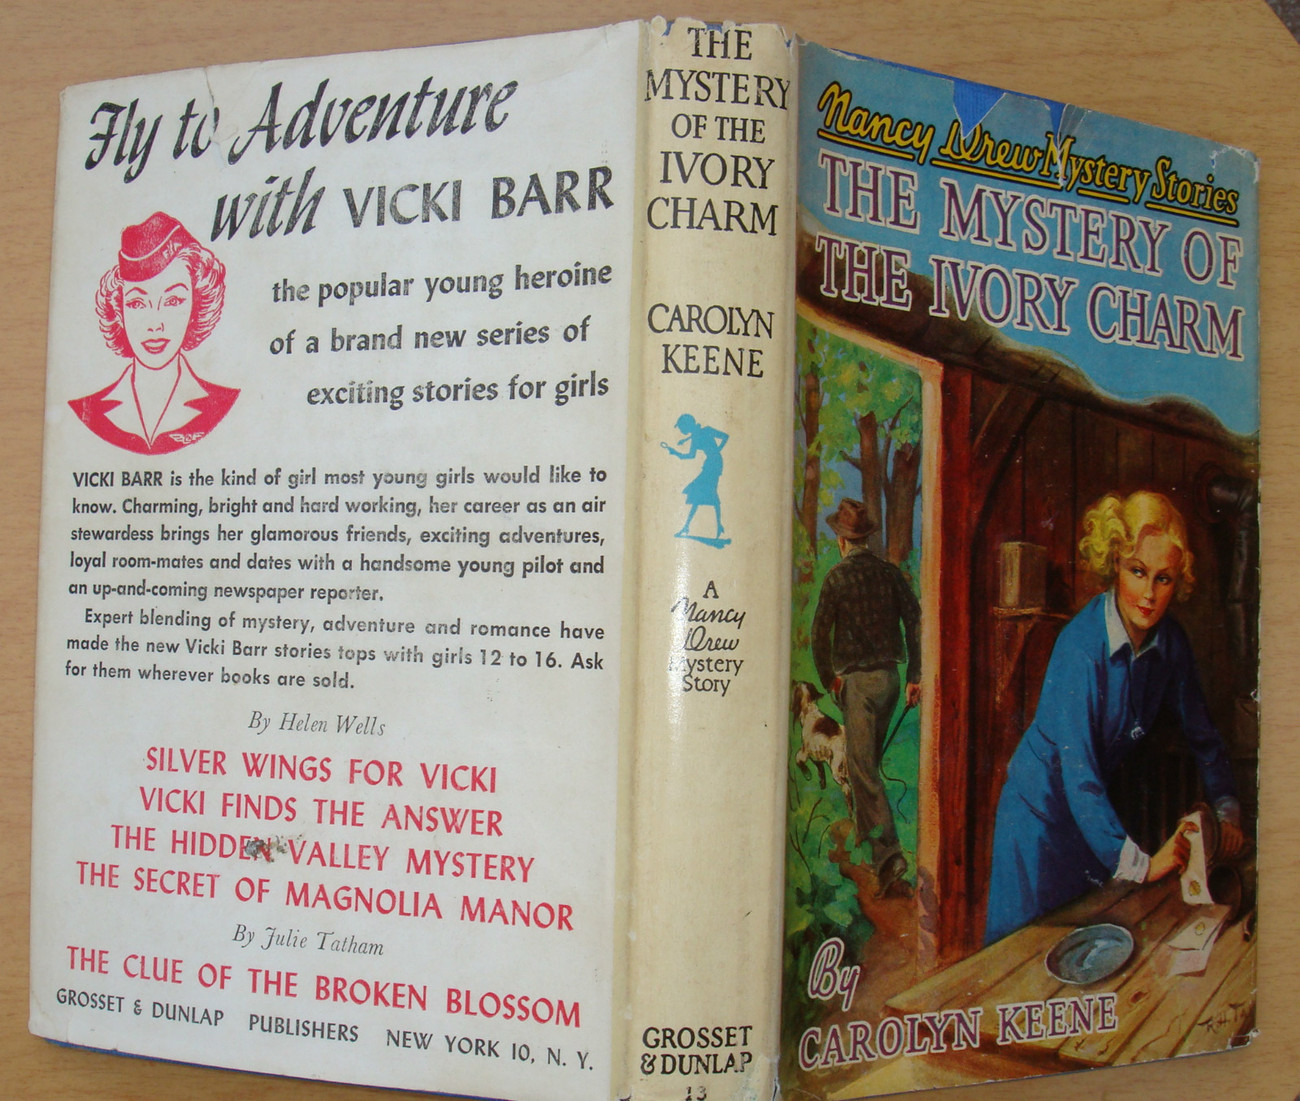 Fly to Adventure
with VICKI BARR
the popular young heroine
of a brand new series of
exciting stories for girls
VICKI BARR is the kind of girl most young girls would like to
know. Charming, bright and hard working, her career as an air
stewardess brings her glamorous friends, exciting adventures,
loyal room-mates and dates with a handsome young pilot and
an up-and-coming newspaper reporter.
Expert blending of mystery, adventure and romance have
made the new Vicki Barr stories tops with girls 12 to 16. Ask
for them wherever books are sold.
By Helen Wells
SILVER WINGS FOR VICKI
VICKI FINDS THE ANSWER
THE HIDDEN VALLEY MYSTERY
THE SECRET OF MAGNOLIA MANOR
By Julie Tatham
THE CLUE OF THE BROKEN BLOSSOM
GROSSET & DUNLAP PUBLISHERS NEW YORK 10, N. Y.
THE
MYSTERY
OF THE
IVORY
CHARM
CAROLYN
KEENE
A
Nancy
Drew
Mystery
Story
GROSSET
& DUNLAP
13
Nancy Drew Mystery Stories
THE MYSTERY OF
THE IVORY CHARM
By
CAROLYN KEENE